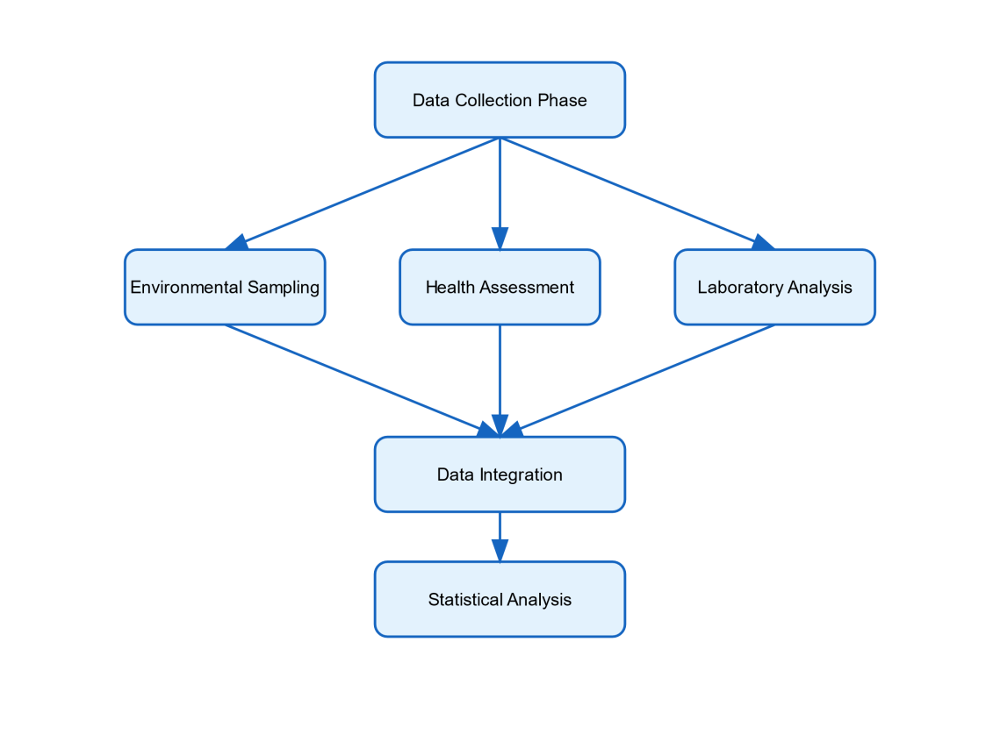 Data Collection Phase
Environmental Sampling
Health Assessment
Laboratory Analysis
Data Integration
Statistical Analysis